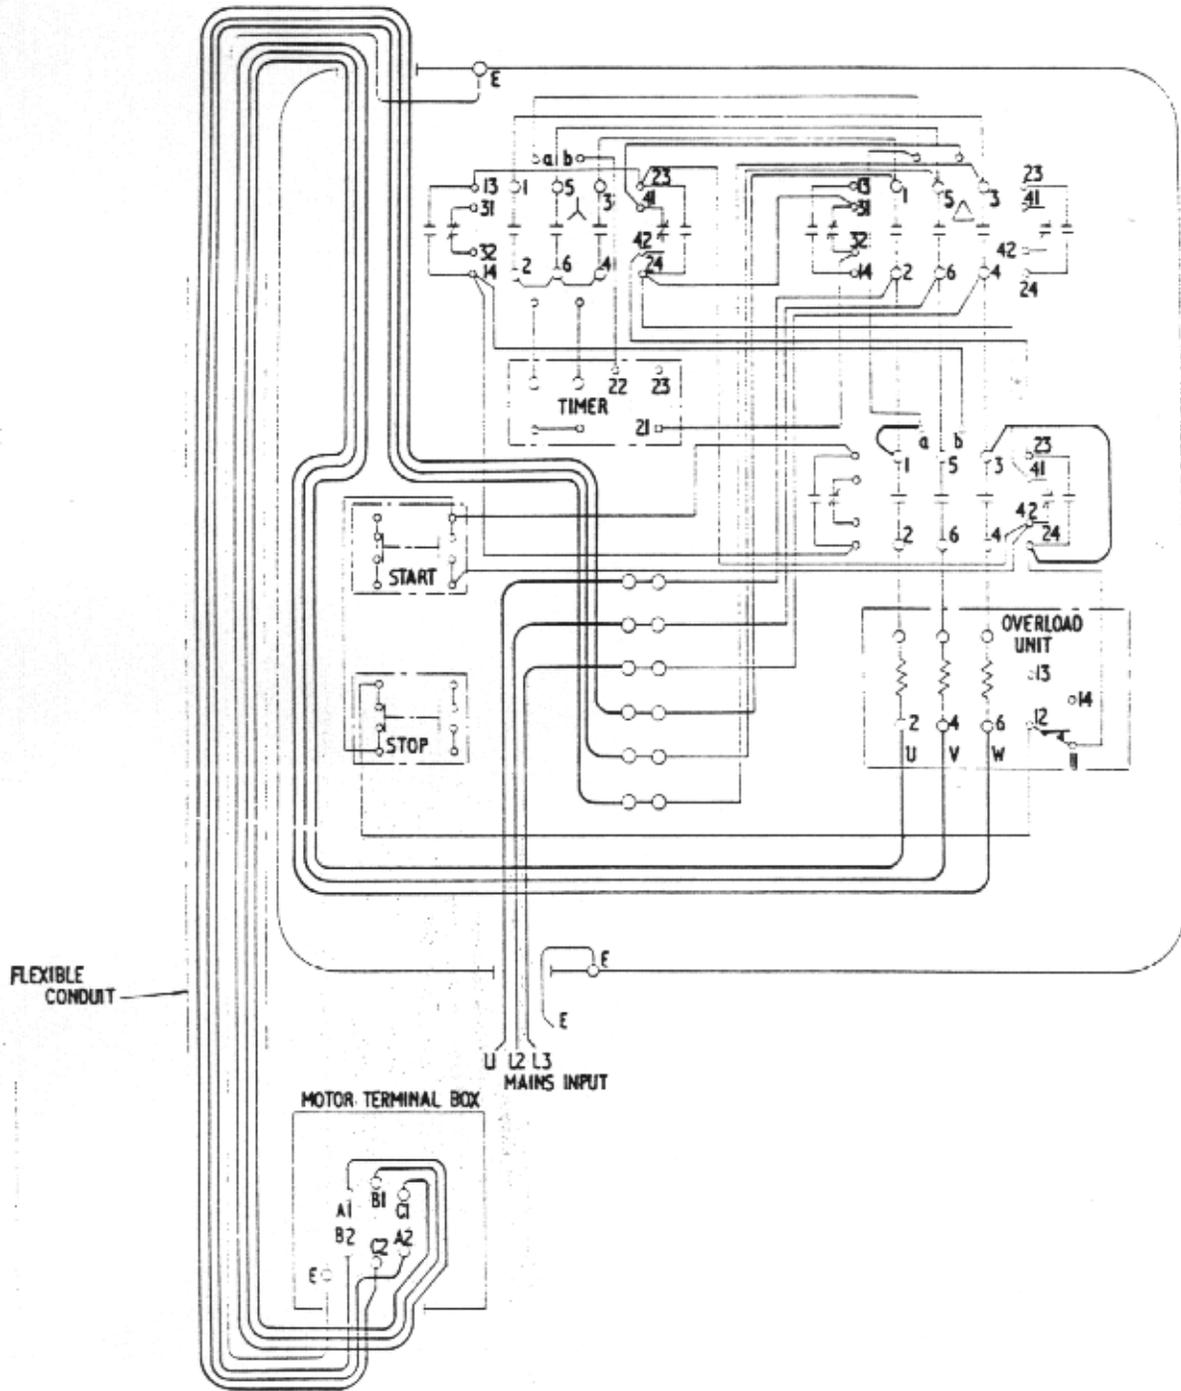 E
a b
13 1 5 3 23 13 1 5 3 23
31 41 31 41
32 42 32 42
14 2 6 4 24 14 2 6 4 24
22 23
TIMER
21
a b
1 5 3 23
41
42
2 6 4 24
START
OVERLOAD
UNIT
13
14
STOP
2 4 6 12
U V W
11
E
FLEXIBLE
CONDUIT
E
L1 L2 L3
MAINS INPUT
MOTOR TERMINAL BOX
A1 B1 C1
B2 C2 A2
E